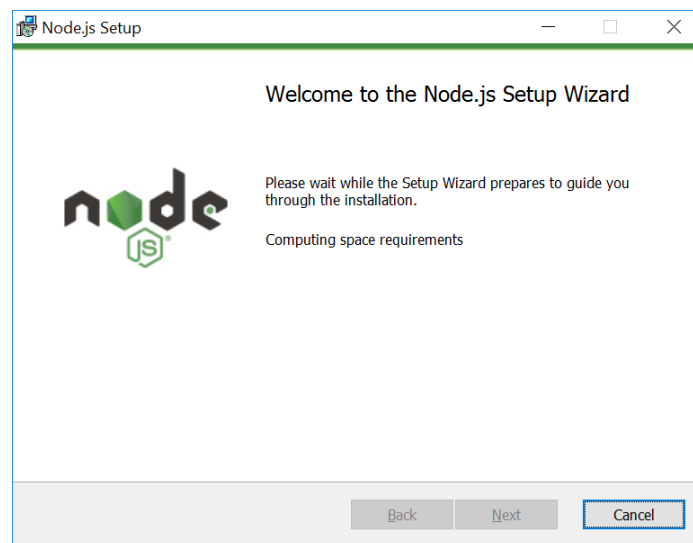 Node.js Setup
Welcome to the Node.js Setup Wizard
node
JS
Please wait while the Setup Wizard prepares to guide you
through the installation.
Computing space requirements
Back
Next
Cancel